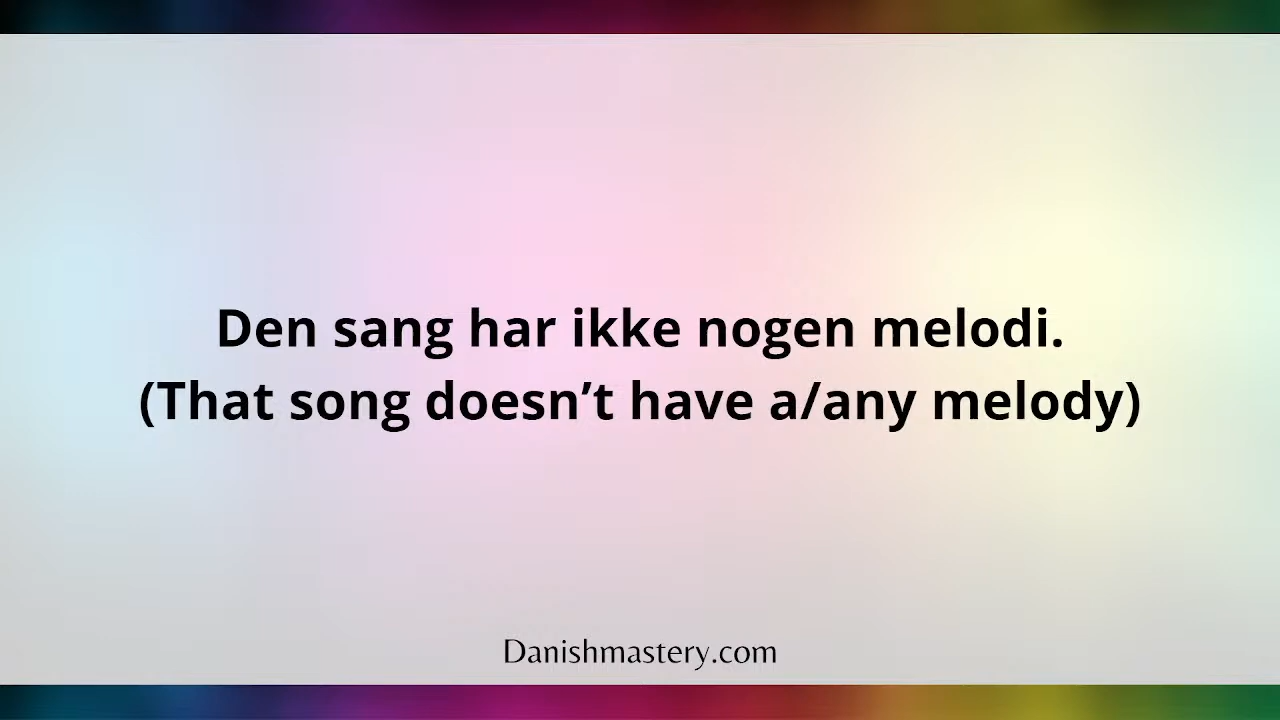 Den sang har ikke nogen melodi.
(That song doesn’t have a/any melody)
Danishmastery.com